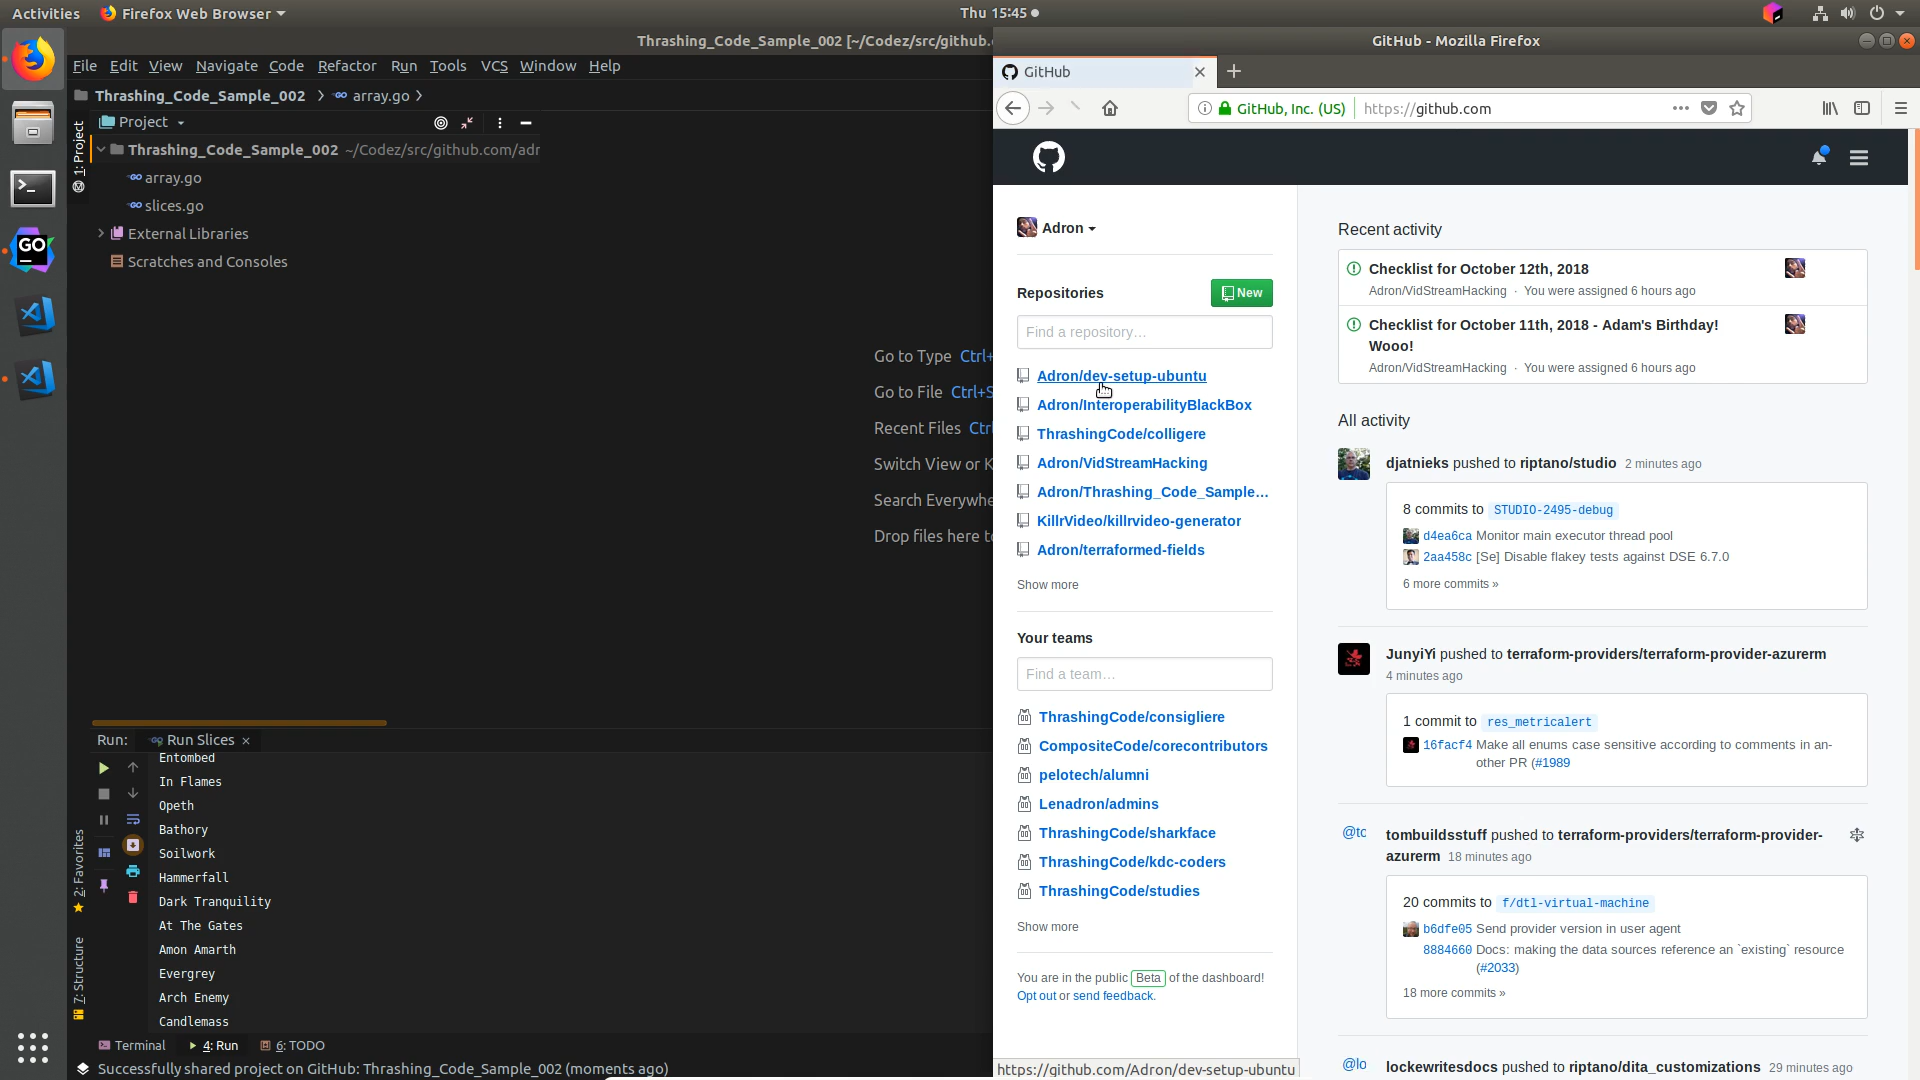 Activities
Firefox Web Browser
Thu 15:45
Thrashing_Code_Sample_002 [~/Codez/src/github.
File Edit View Navigate Code Refactor Run Tools VCS Window Help
Thrashing_Code_Sample_002
array.go
1: Project
Project
Thrashing_Code_Sample_002 ~/Codez/src/github.com/adr
array.go
slices.go
External Libraries
Scratches and Consoles
GO
Go to Type Ctrl+
Go to File Ctrl+S
Recent Files Ctrl
Switch View or K
Search Everywhe
Drop files here to
Run:
Run Slices
Entombed
In Flames
Opeth
Bathory
Soilwork
Hammerfall
Dark Tranquility
At The Gates
Amon Amarth
Evergrey
Arch Enemy
Candlemass
2: Favorites
7: Structure
Terminal
4: Run
6: TODO
Successfully shared project on GitHub: Thrashing_Code_Sample_002 (moments ago)
GitHub - Mozilla Firefox
GitHub
GitHub, Inc. (US)
https://github.com
Adron
Repositories
New
Find a repository…
Adron/dev-setup-ubuntu
Adron/InteroperabilityBlackBox
ThrashingCode/colligere
Adron/VidStreamHacking
Adron/Thrashing_Code_Sample…
KillrVideo/killrvideo-generator
Adron/terraformed-fields
Show more
Your teams
Find a team…
ThrashingCode/consigliere
CompositeCode/corecontributors
pelotech/alumni
Lenadron/admins
ThrashingCode/sharkface
ThrashingCode/kdc-coders
ThrashingCode/studies
Show more
You are in the public Beta of the dashboard!
Opt out or send feedback.
https://github.com/Adron/dev-setup-ubuntu
Recent activity
Checklist for October 12th, 2018
Adron/VidStreamHacking · You were assigned 6 hours ago
Checklist for October 11th, 2018 - Adam's Birthday!
Wooo!
Adron/VidStreamHacking · You were assigned 6 hours ago
All activity
djatnieks pushed to riptano/studio 2 minutes ago
8 commits to STUDIO-2495-debug
d4ea6ca Monitor main executor thread pool
2aa458c [Se] Disable flakey tests against DSE 6.7.0
6 more commits »
JunyiYi pushed to terraform-providers/terraform-provider-azurerm
4 minutes ago
1 commit to res_metricalert
16facf4 Make all enums case sensitive according to comments in an-
other PR (#1989
@to
tombuildsstuff pushed to terraform-providers/terraform-provider-
azurerm 18 minutes ago
20 commits to f/dtl-virtual-machine
b6dfe05 Send provider version in user agent
8884660 Docs: making the data sources reference an `existing` resource
(#2033)
18 more commits »
@lo
lockewritesdocs pushed to riptano/dita_customizations 29 minutes ago